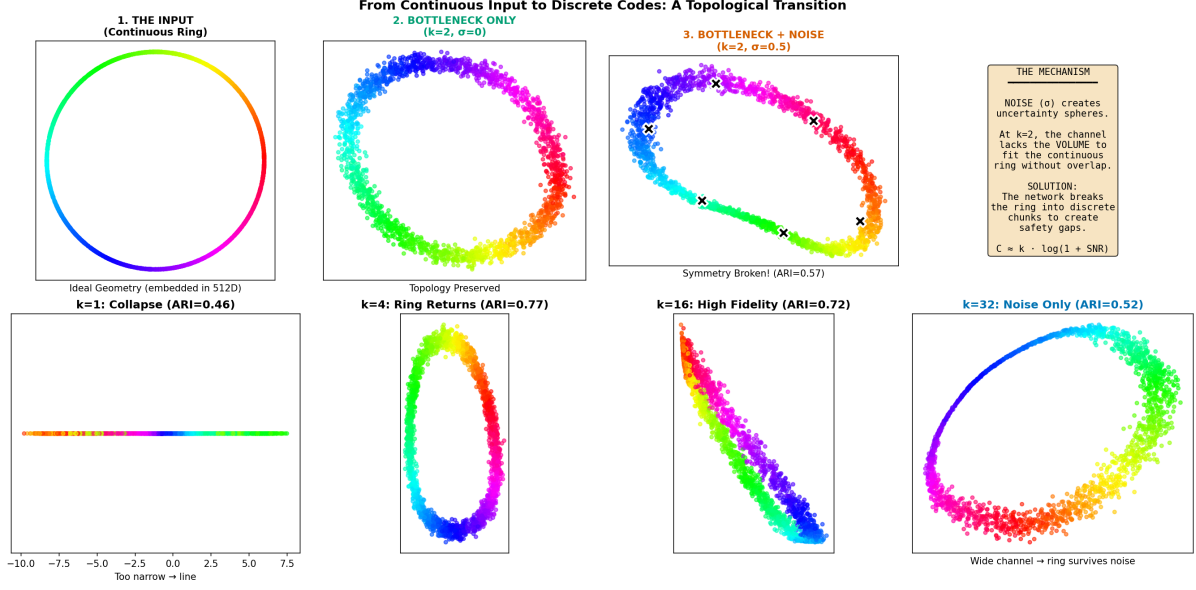 From Continuous Input to Discrete Codes: A Topological Transition
1. THE INPUT
(Continuous Ring)
Ideal Geometry (embedded in 512D)
2. BOTTLENECK ONLY
(k=2, σ=0)
Topology Preserved
3. BOTTLENECK + NOISE
(k=2, σ=0.5)
Symmetry Broken! (ARI=0.57)
THE MECHANISM
NOISE (σ) creates
uncertainty spheres.
At k=2, the channel
lacks the VOLUME to
fit the continuous
ring without overlap.
SOLUTION:
The network breaks
the ring into discrete
chunks to create
safety gaps.
C ≈ k · log(1 + SNR)
k=1: Collapse (ARI=0.46)
−10.0 −7.5 −5.0 −2.5 0.0 2.5 5.0 7.5
Too narrow → line
k=4: Ring Returns (ARI=0.77)
k=16: High Fidelity (ARI=0.72)
k=32: Noise Only (ARI=0.52)
Wide channel → ring survives noise